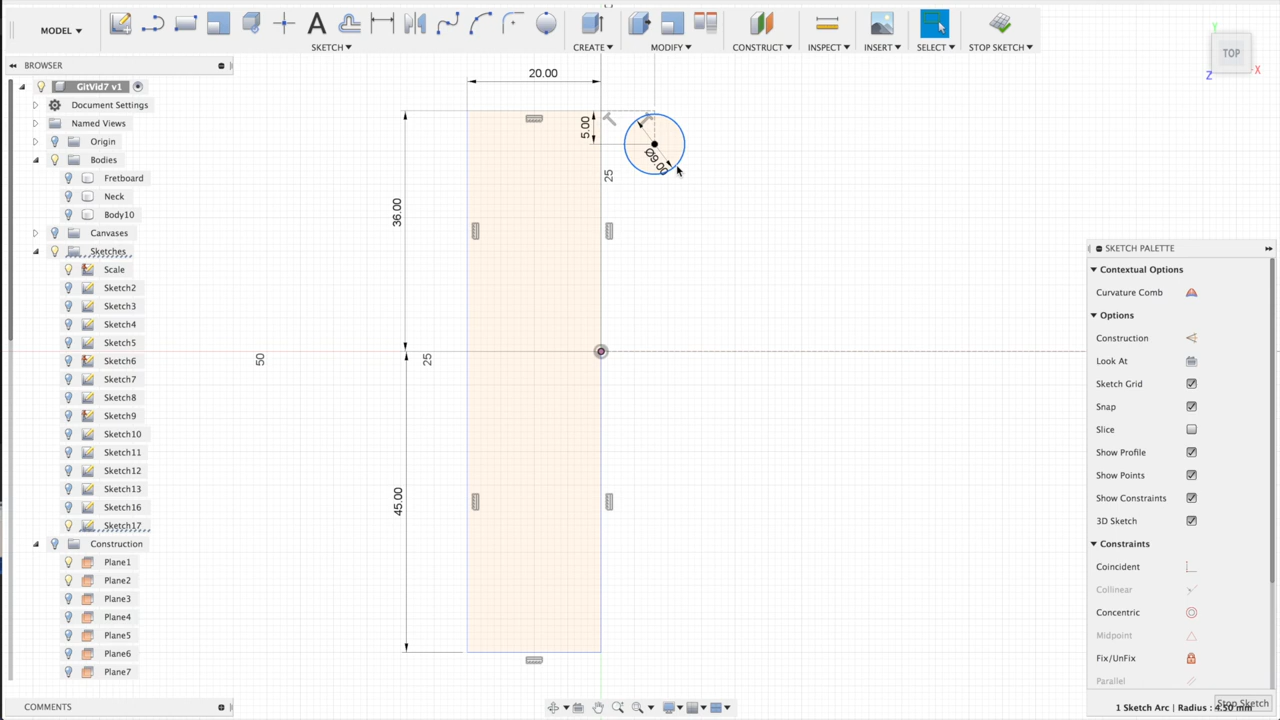 MODEL
SKETCH
CREATE
MODIFY
CONSTRUCT
INSPECT
INSERT
SELECT
STOP SKETCH
BROWSER
GitVid7 v1
Document Settings
Named Views
Origin
Bodies
Fretboard
Neck
Body10
Canvases
Sketches
Scale
Sketch2
Sketch3
Sketch4
Sketch5
Sketch6
Sketch7
Sketch8
Sketch9
Sketch10
Sketch11
Sketch12
Sketch13
Sketch16
Sketch17
Construction
Plane1
Plane2
Plane3
Plane4
Plane5
Plane6
Plane7
COMMENTS
20.00
5.00
Ø9.00
25
36.00
50
25
45.00
TOP
Y
X
Z
SKETCH PALETTE
Contextual Options
Curvature Comb
Options
Construction
Look At
Sketch Grid
Snap
Slice
Show Profile
Show Points
Show Constraints
3D Sketch
Constraints
Coincident
Collinear
Concentric
Midpoint
Fix/UnFix
Parallel
Stop Sketch
1 Sketch Arc | Radius : 4.50 mm